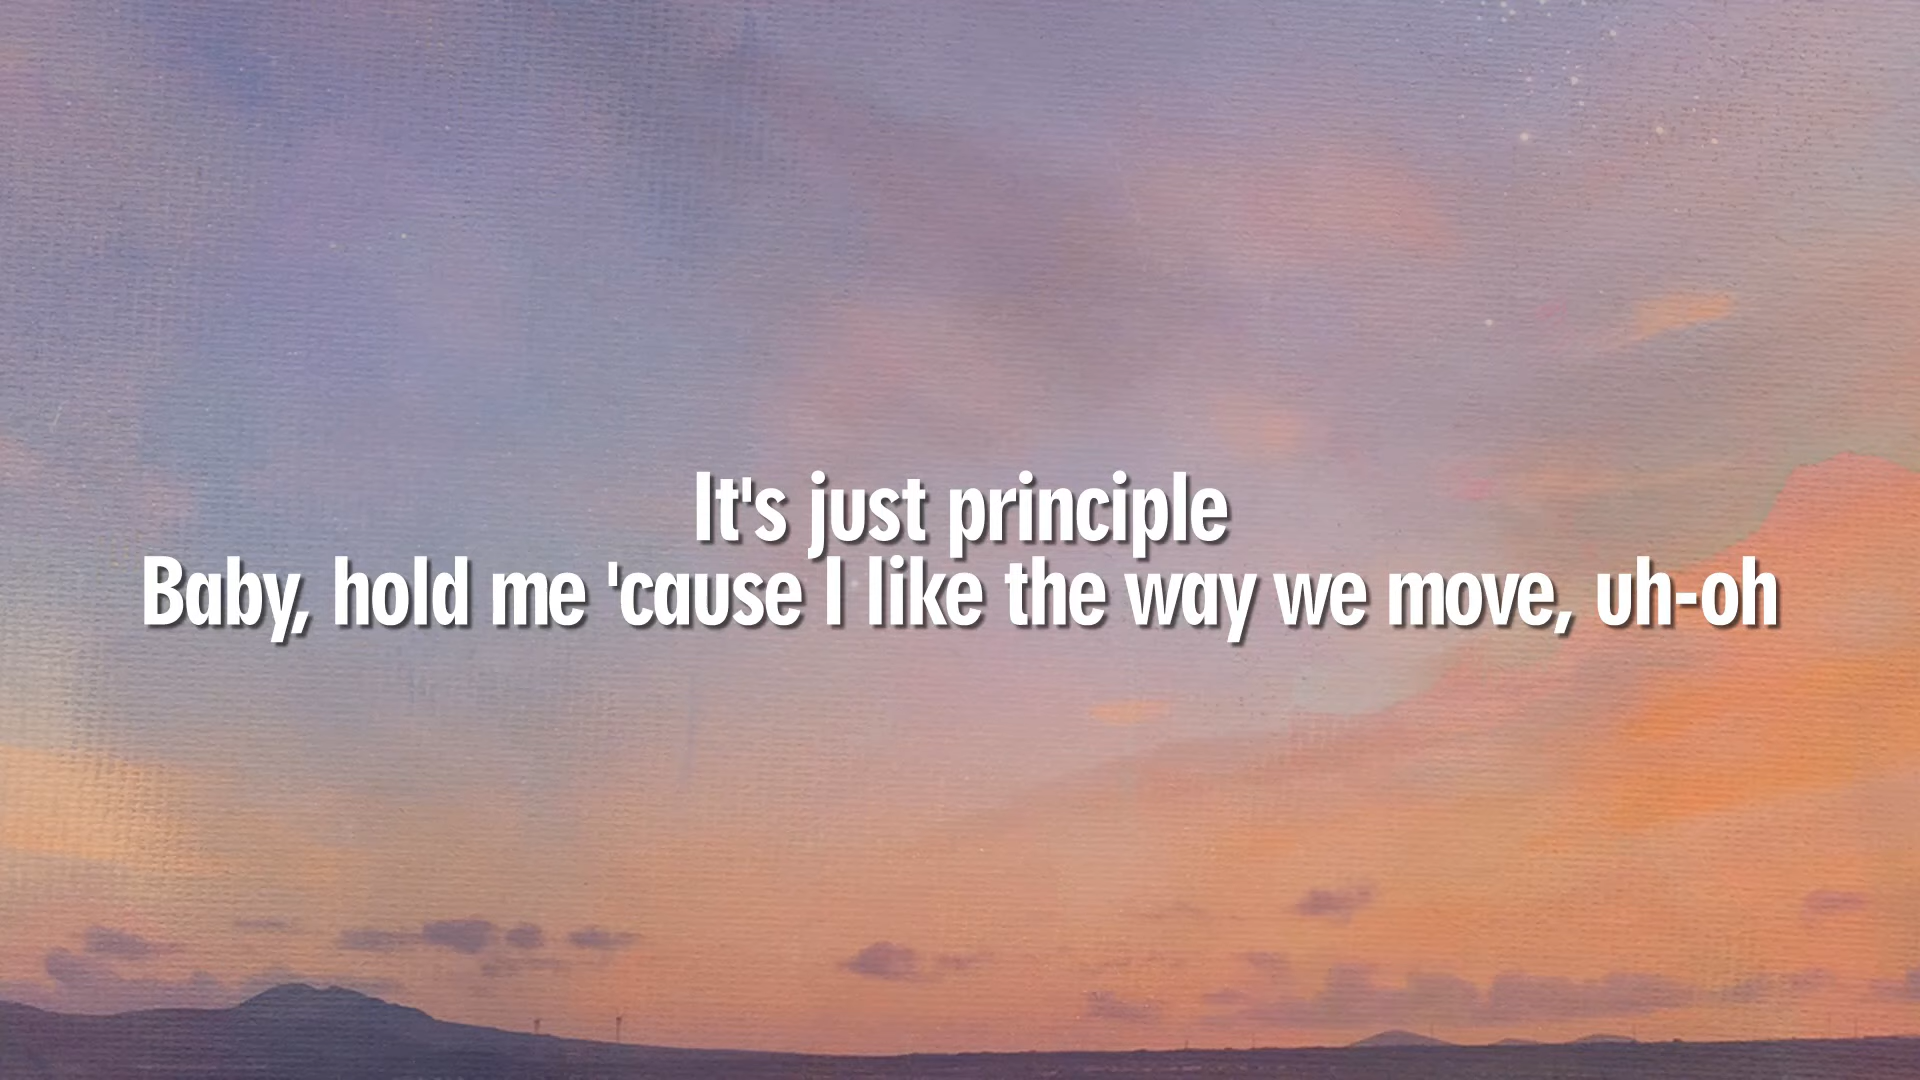 It's just principle
Baby, hold me 'cause I like the way we move, uh-oh